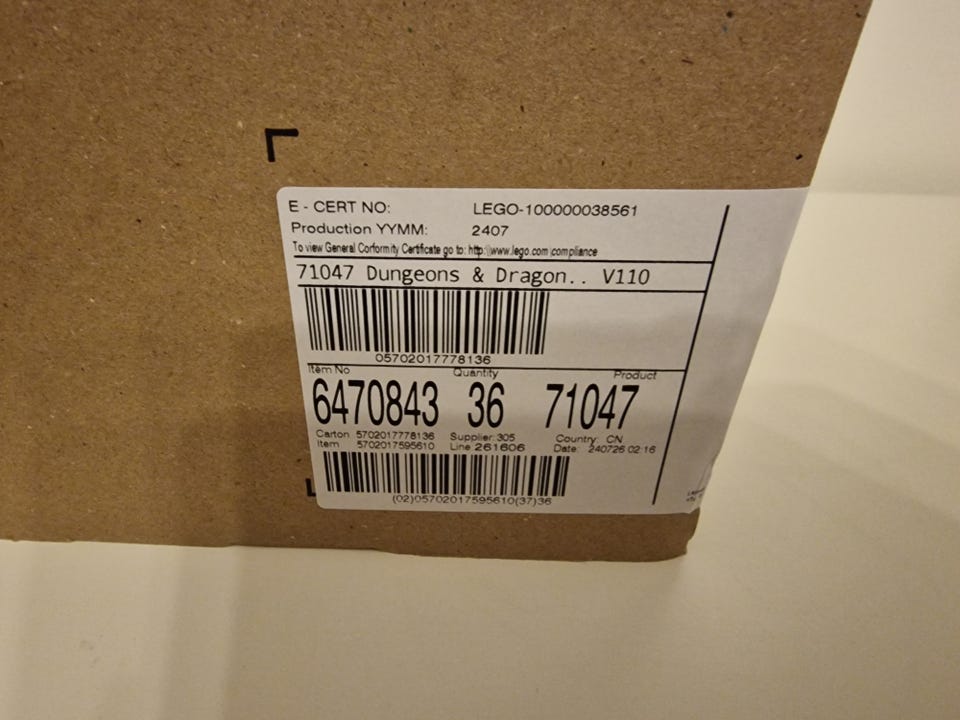 E - CERT NO: LEGO-100000038561
Production YYMM: 2407
To view General Corformity Certificate go to: http://www.lego.com/compliance
71047 Dungeons & Dragon.. V110
05702017778136
Item No Quantity Product
6470843 36 71047
Carton 5702017778136 Supplier: 305 Country: CN
Item 5702017595610 Line: 261606 Date: 240726 02:16
(02)05702017595610(37)36